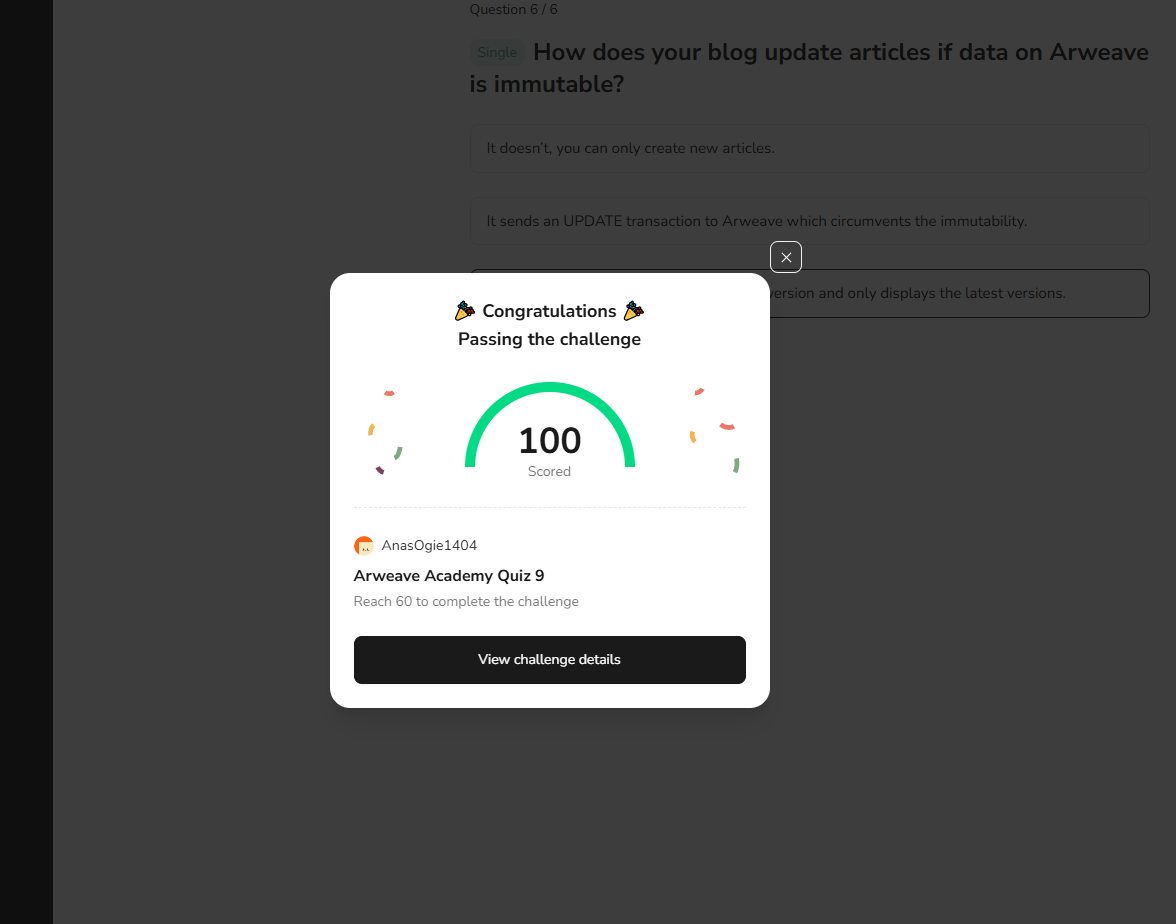 Question 6 / 6
Single How does your blog update articles if data on Arweave
is immutable?
It doesn't, you can only create new articles.
It sends an UPDATE transaction to Arweave which circumvents the immutability.
version and only displays the latest versions.
🎉 Congratulations 🎉
Passing the challenge
100
Scored
AnasOgie1404
Arweave Academy Quiz 9
Reach 60 to complete the challenge
View challenge details